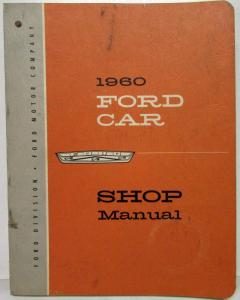 1960
FORD
CAR
SHOP
Manual
FORD DIVISION • FORD MOTOR COMPANY